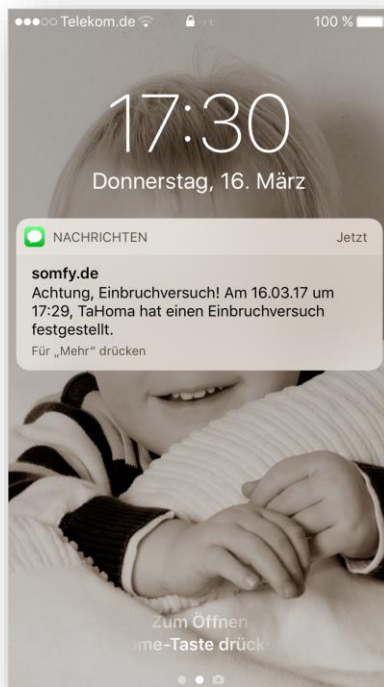 Telekom.de 100 %
17:30
Donnerstag, 16. März
NACHRICHTEN Jetzt
somfy.de
Achtung, Einbruchversuch! Am 16.03.17 um
17:29, TaHoma hat einen Einbruchversuch
festgestellt.
Für „Mehr“ drücken
Zum Öffnen
ome-Taste drück